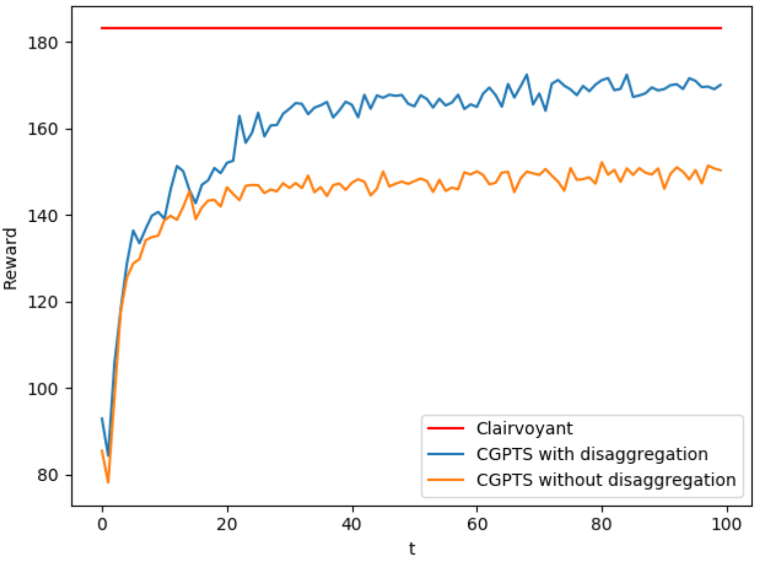 180
160
140
120
100
80
Reward
0 20 40 60 80 100
t
Clairvoyant
CGPTS with disaggregation
CGPTS without disaggregation